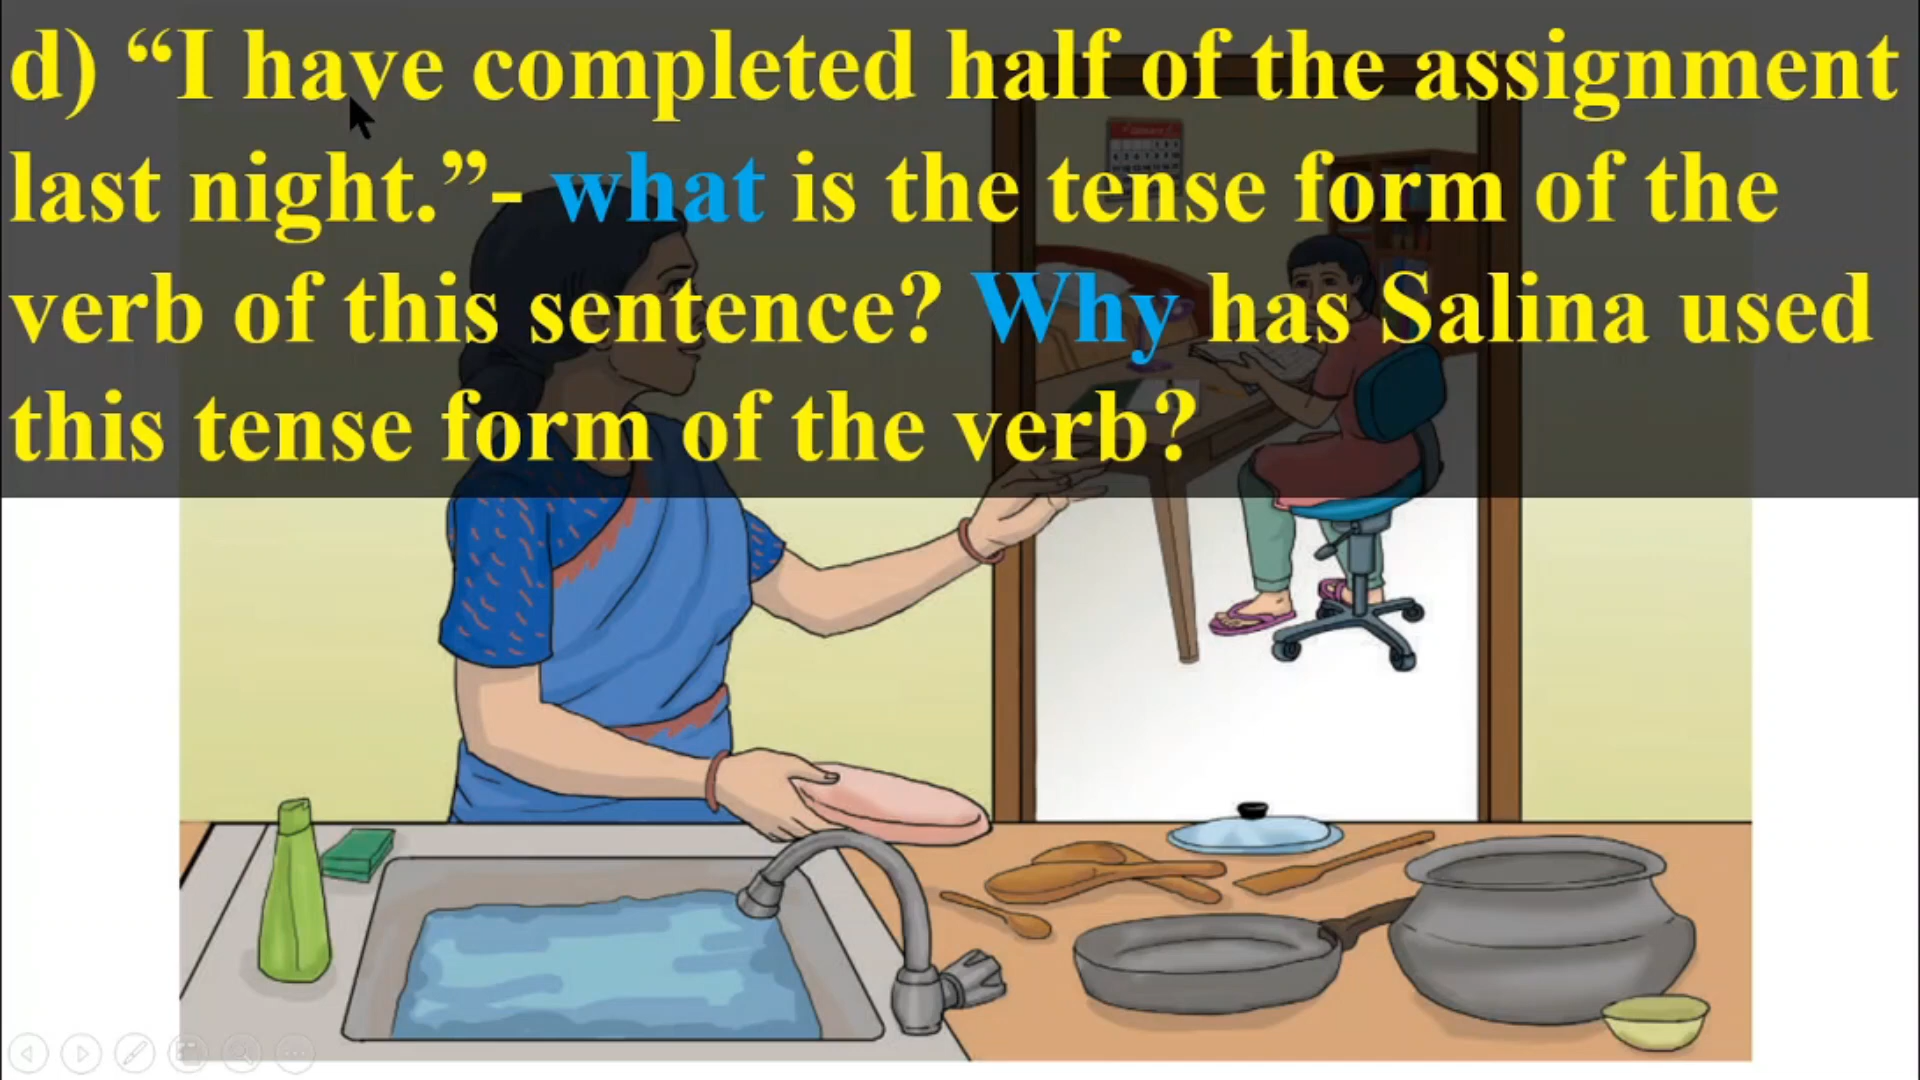 d) “I have completed half of the assignment
last night.”- what is the tense form of the
verb of this sentence? Why has Salina used
this tense form of the verb?